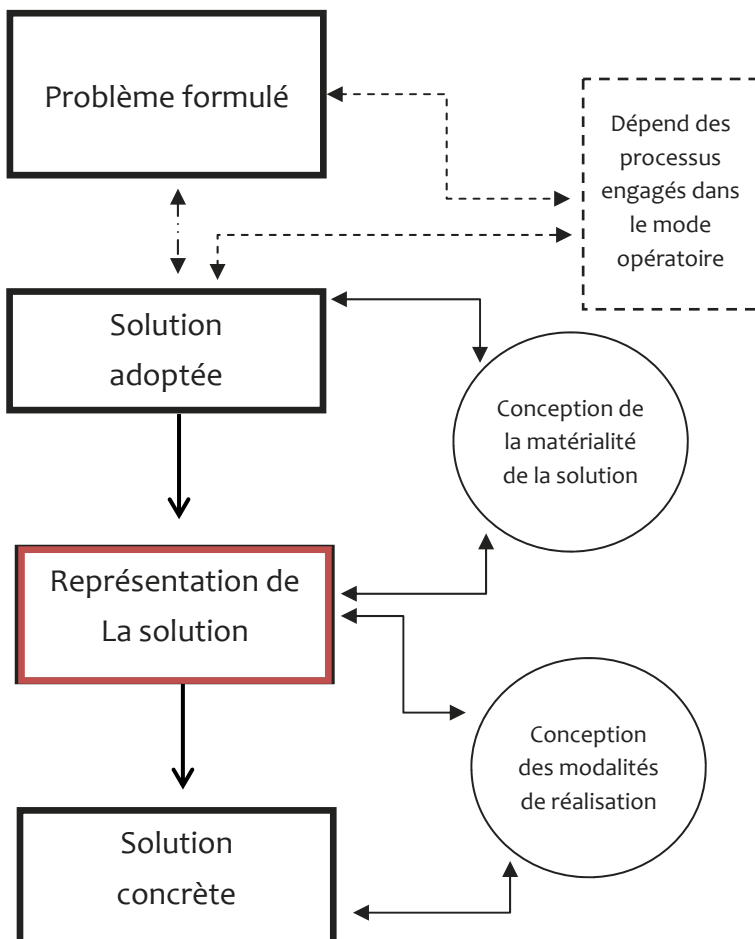 Problème formulé
Dépend des
processus
engagés dans
le mode
opératoire
Solution
adoptée
Conception de
la matérialité
de la solution
Représentation de
La solution
Conception
des modalités
de réalisation
Solution
concrète